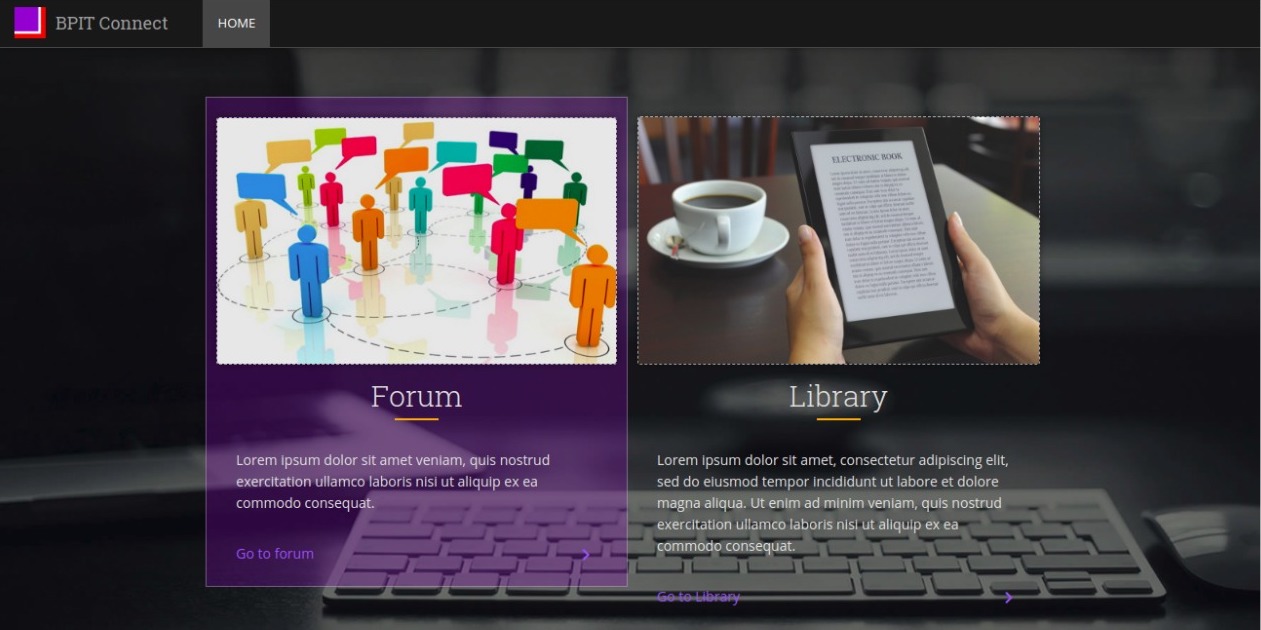 BPIT Connect
HOME
ELECTRONIC BOOK
Forum
Lorem ipsum dolor sit amet veniam, quis nostrud
exercitation ullamco laboris nisi ut aliquip ex ea
commodo consequat.
Go to forum
Library
Lorem ipsum dolor sit amet, consectetur adipiscing elit,
sed do eiusmod tempor incididunt ut labore et dolore
magna aliqua. Ut enim ad minim veniam, quis nostrud
exercitation ullamco laboris nisi ut aliquip ex ea
commodo consequat.
Go to Library